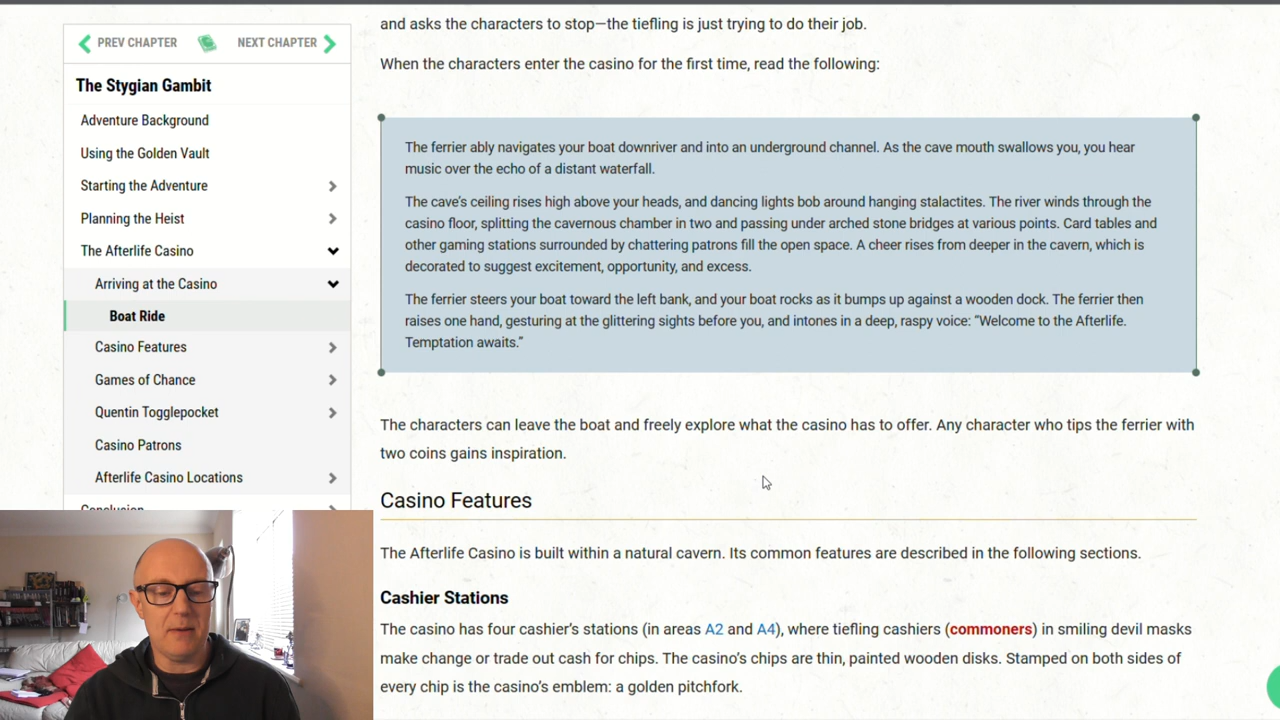 PREV CHAPTER
NEXT CHAPTER
The Stygian Gambit
Adventure Background
Using the Golden Vault
Starting the Adventure
Planning the Heist
The Afterlife Casino
Arriving at the Casino
Boat Ride
Casino Features
Games of Chance
Quentin Togglepocket
Casino Patrons
Afterlife Casino Locations
Conclusion
and asks the characters to stop—the tiefling is just trying to do their job.
When the characters enter the casino for the first time, read the following:
The ferrier ably navigates your boat downriver and into an underground channel. As the cave mouth swallows you, you hear
music over the echo of a distant waterfall.
The cave’s ceiling rises high above your heads, and dancing lights bob around hanging stalactites. The river winds through the
casino floor, splitting the cavernous chamber in two and passing under arched stone bridges at various points. Card tables and
other gaming stations surrounded by chattering patrons fill the open space. A cheer rises from deeper in the cavern, which is
decorated to suggest excitement, opportunity, and excess.
The ferrier steers your boat toward the left bank, and your boat rocks as it bumps up against a wooden dock. The ferrier then
raises one hand, gesturing at the glittering sights before you, and intones in a deep, raspy voice: “Welcome to the Afterlife.
Temptation awaits.”
The characters can leave the boat and freely explore what the casino has to offer. Any character who tips the ferrier with
two coins gains inspiration.
Casino Features
The Afterlife Casino is built within a natural cavern. Its common features are described in the following sections.
Cashier Stations
The casino has four cashier’s stations (in areas A2 and A4), where tiefling cashiers (commoners) in smiling devil masks
make change or trade out cash for chips. The casino’s chips are thin, painted wooden disks. Stamped on both sides of
every chip is the casino’s emblem: a golden pitchfork.